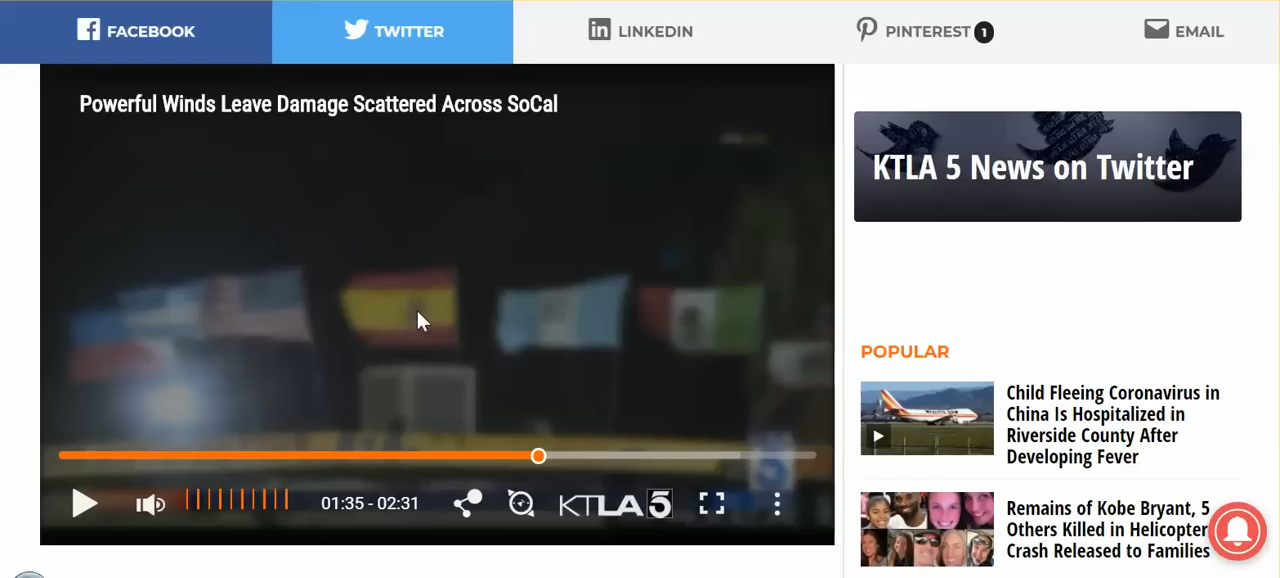 FACEBOOK
TWITTER
LINKEDIN
PINTEREST 1
EMAIL
Powerful Winds Leave Damage Scattered Across SoCal
01:35 - 02:31
KTLA 5
KTLA 5 News on Twitter
POPULAR
Child Fleeing Coronavirus in
China Is Hospitalized in
Riverside County After
Developing Fever
Remains of Kobe Bryant, 5
Others Killed in Helicopter
Crash Released to Families